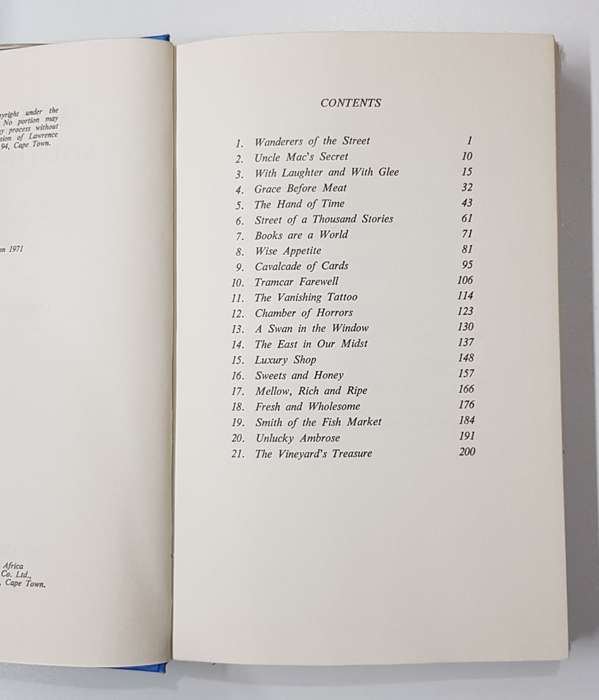 pyright under the
No portion may
ny process without
sion of Lawrence
94, Cape Town.
on 1971
Africa
Co. Ltd.,
, Cape Town.
CONTENTS
1. Wanderers of the Street 1
2. Uncle Mac's Secret 10
3. With Laughter and With Glee 15
4. Grace Before Meat 32
5. The Hand of Time 43
6. Street of a Thousand Stories 61
7. Books are a World 71
8. Wise Appetite 81
9. Cavalcade of Cards 95
10. Tramcar Farewell 106
11. The Vanishing Tattoo 114
12. Chamber of Horrors 123
13. A Swan in the Window 130
14. The East in Our Midst 137
15. Luxury Shop 148
16. Sweets and Honey 157
17. Mellow, Rich and Ripe 166
18. Fresh and Wholesome 176
19. Smith of the Fish Market 184
20. Unlucky Ambrose 191
21. The Vineyard's Treasure 200